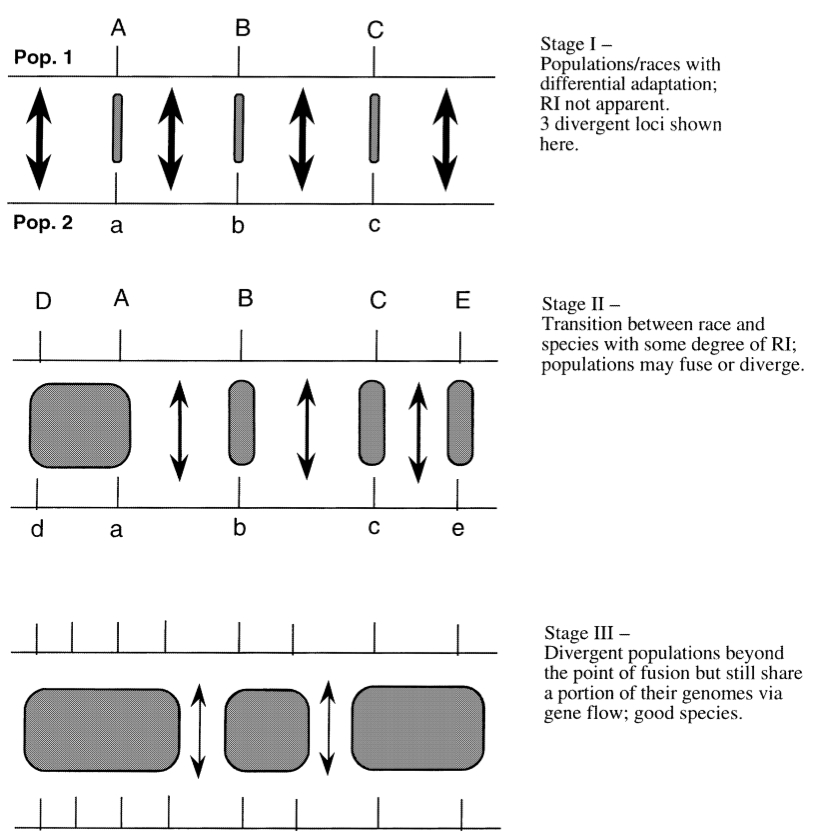 A B C
Pop. 1
Stage I –
Populations/races with
differential adaptation;
RI not apparent.
3 divergent loci shown
here.
Pop. 2 a b c
D A B C E
Stage II –
Transition between race and
species with some degree of RI;
populations may fuse or diverge.
d a b c e
Stage III –
Divergent populations beyond
the point of fusion but still share
a portion of their genomes via
gene flow; good species.